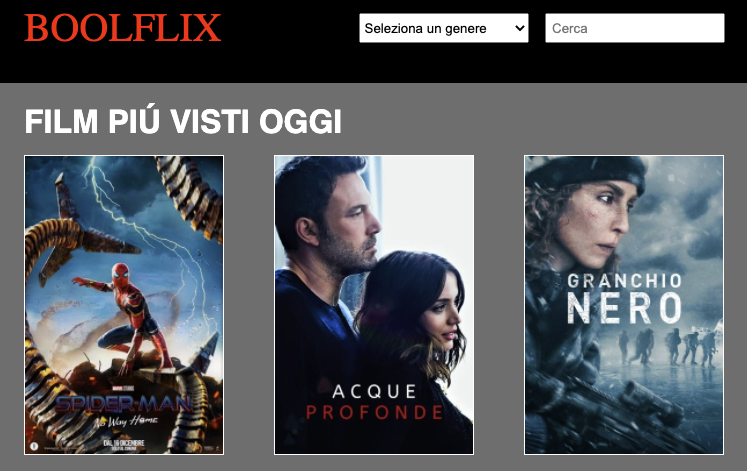 BOOLFLIX
Seleziona un genere
Cerca
FILM PIÚ VISTI OGGI
MARVEL STUDIOS
SPIDER-MAN
No Way Home
DAL 15 DICEMBRE
ACQUE
PROFONDE
GRANCHIO
NERO